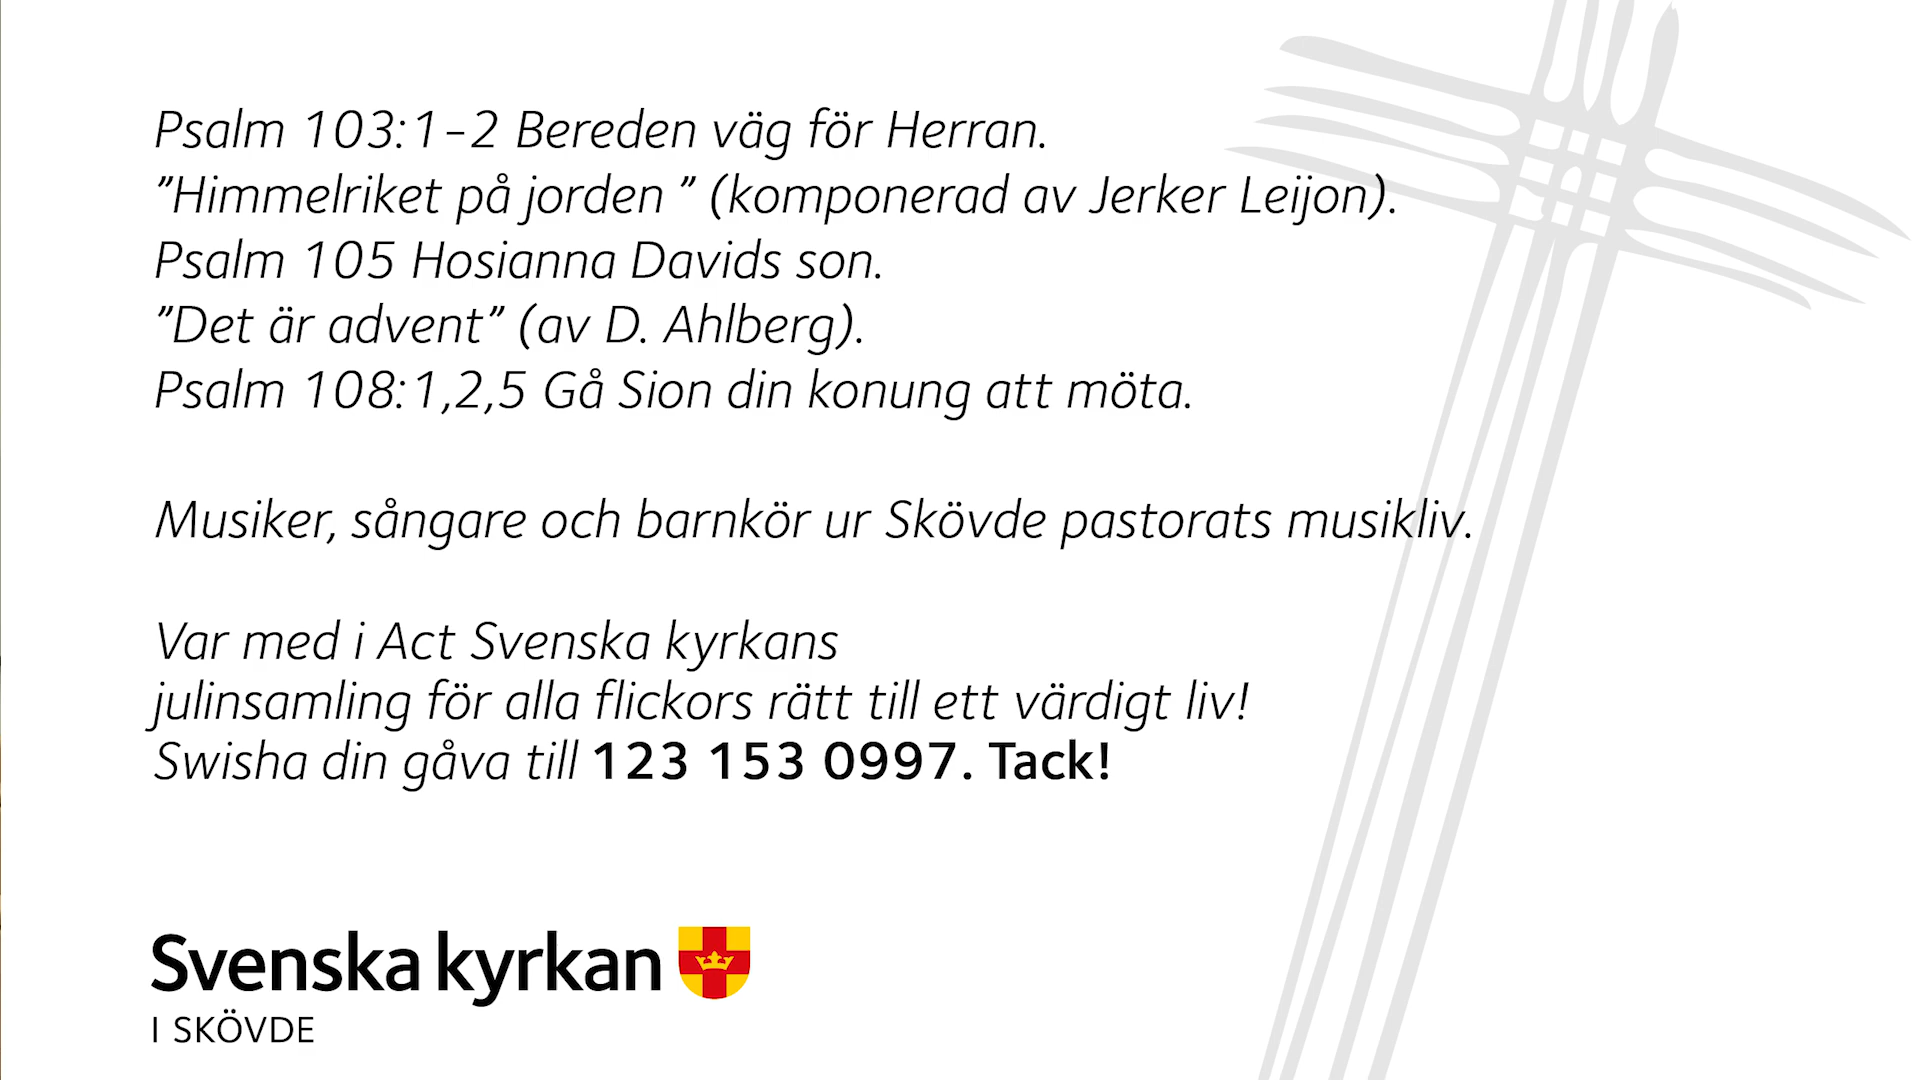 Psalm 103:1-2 Bereden väg för Herran.
”Himmelriket på jorden ” (komponerad av Jerker Leijon).
Psalm 105 Hosianna Davids son.
”Det är advent” (av D. Ahlberg).
Psalm 108:1,2,5 Gå Sion din konung att möta.
Musiker, sångare och barnkör ur Skövde pastorats musikliv.
Var med i Act Svenska kyrkans
julinsamling för alla flickors rätt till ett värdigt liv!
Swisha din gåva till 123 153 0997. Tack!
Svenska kyrkan
I SKÖVDE